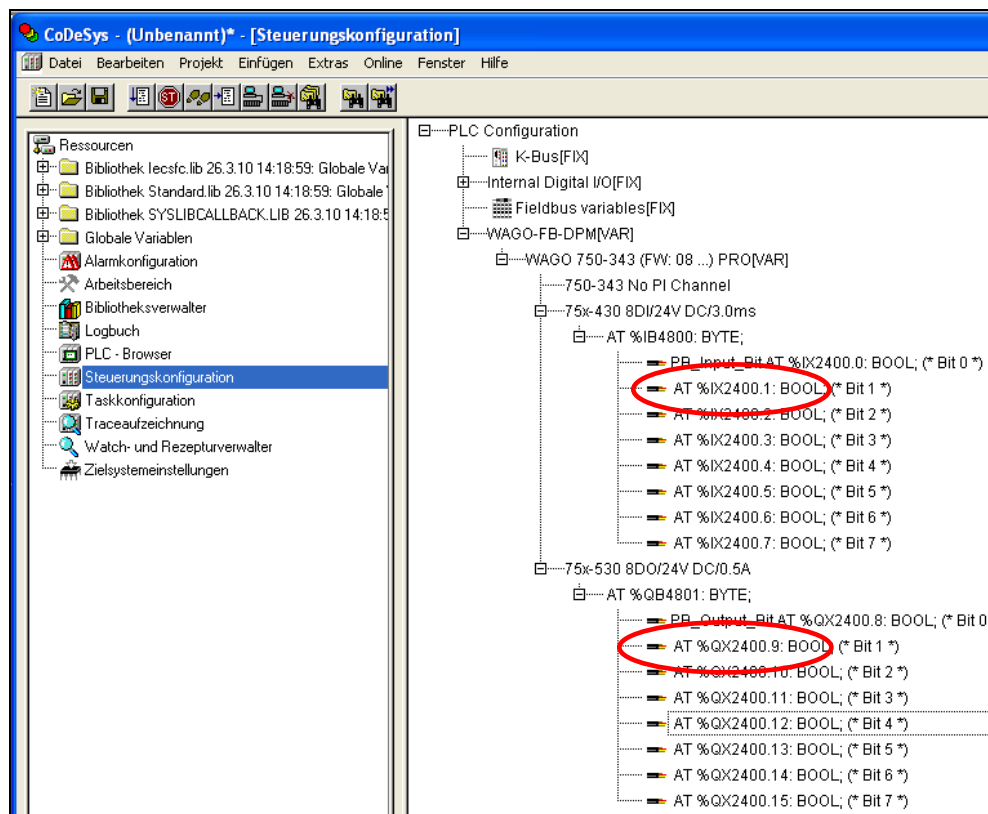 CoDeSys - (Unbenannt)* - [Steuerungskonfiguration]
Datei Bearbeiten Projekt Einfügen Extras Online Fenster Hilfe
Ressourcen
Bibliothek Iecsfc.lib 26.3.10 14:18:59: Globale Var
Bibliothek Standard.lib 26.3.10 14:18:59: Globale
Bibliothek SYSLIBCALLBACK.LIB 26.3.10 14:18:5
Globale Variablen
Alarmkonfiguration
Arbeitsbereich
Bibliotheksverwalter
Logbuch
PLC - Browser
Steuerungskonfiguration
Taskkonfiguration
Traceaufzeichnung
Watch- und Rezepturverwalter
Zielsystemeinstellungen
PLC Configuration
K-Bus[FIX]
Internal Digital I/O[FIX]
Fieldbus variables[FIX]
WAGO-FB-DPM[VAR]
WAGO 750-343 (FW: 08 ...) PRO[VAR]
750-343 No PI Channel
75x-430 8DI/24V DC/3.0ms
AT %IB4800: BYTE;
PB_Input_Bit AT %IX2400.0: BOOL; (* Bit 0 *)
AT %IX2400.1: BOOL; (* Bit 1 *)
AT %IX2400.2: BOOL; (* Bit 2 *)
AT %IX2400.3: BOOL; (* Bit 3 *)
AT %IX2400.4: BOOL; (* Bit 4 *)
AT %IX2400.5: BOOL; (* Bit 5 *)
AT %IX2400.6: BOOL; (* Bit 6 *)
AT %IX2400.7: BOOL; (* Bit 7 *)
75x-530 8DO/24V DC/0.5A
AT %QB4801: BYTE;
PB_Output_Bit AT %QX2400.8: BOOL; (* Bit 0
AT %QX2400.9: BOOL; (* Bit 1 *)
AT %QX2400.10: BOOL; (* Bit 2 *)
AT %QX2400.11: BOOL; (* Bit 3 *)
AT %QX2400.12: BOOL; (* Bit 4 *)
AT %QX2400.13: BOOL; (* Bit 5 *)
AT %QX2400.14: BOOL; (* Bit 6 *)
AT %QX2400.15: BOOL; (* Bit 7 *)